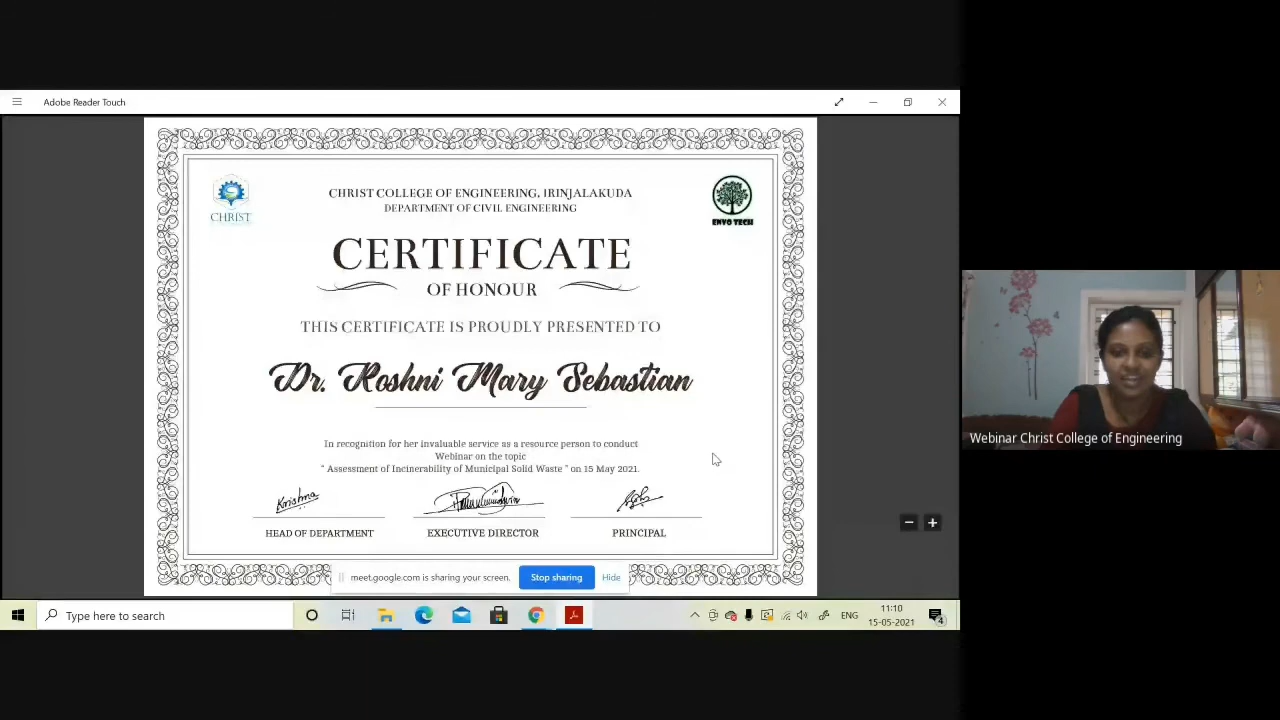 Adobe Reader Touch
CHRIST COLLEGE OF ENGINEERING, IRINJALAKUDA
DEPARTMENT OF CIVIL ENGINEERING
CHRIST
ENVO TECH
CERTIFICATE
OF HONOUR
THIS CERTIFICATE IS PROUDLY PRESENTED TO
Dr. Roshni Mary Sebastian
In recognition for her invaluable service as a resource person to conduct
Webinar on the topic
" Assessment of Incinerability of Municipal Solid Waste " on 15 May 2021.
Krishna
HEAD OF DEPARTMENT
EXECUTIVE DIRECTOR
PRINCIPAL
meet.google.com is sharing your screen.
Stop sharing
Hide
Webinar Christ College of Engineering
Type here to search
ENG
11:10
15-05-2021
4